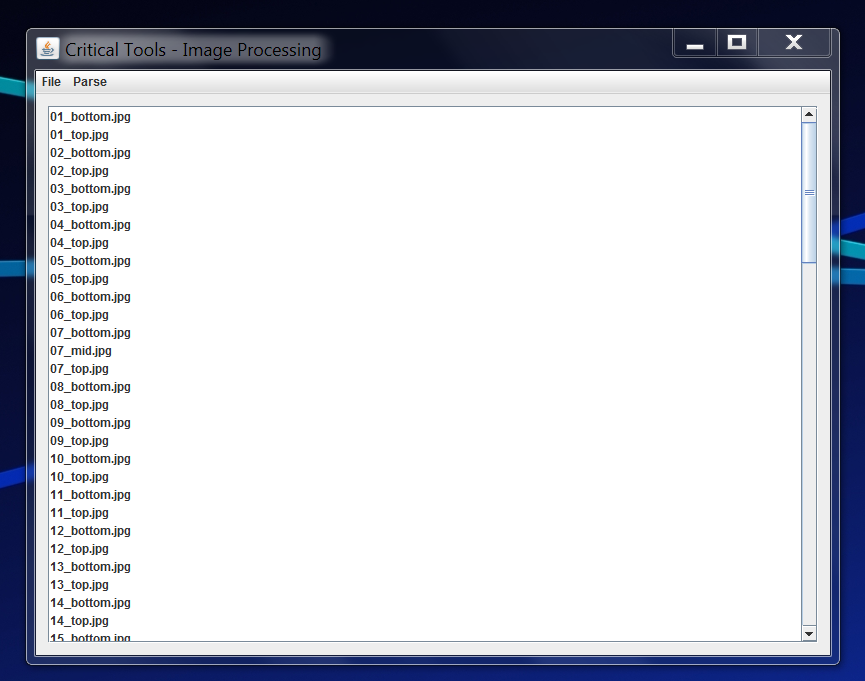 Critical Tools - Image Processing
File Parse
01_bottom.jpg
01_top.jpg
02_bottom.jpg
02_top.jpg
03_bottom.jpg
03_top.jpg
04_bottom.jpg
04_top.jpg
05_bottom.jpg
05_top.jpg
06_bottom.jpg
06_top.jpg
07_bottom.jpg
07_mid.jpg
07_top.jpg
08_bottom.jpg
08_top.jpg
09_bottom.jpg
09_top.jpg
10_bottom.jpg
10_top.jpg
11_bottom.jpg
11_top.jpg
12_bottom.jpg
12_top.jpg
13_bottom.jpg
13_top.jpg
14_bottom.jpg
14_top.jpg
15_bottom.jpg